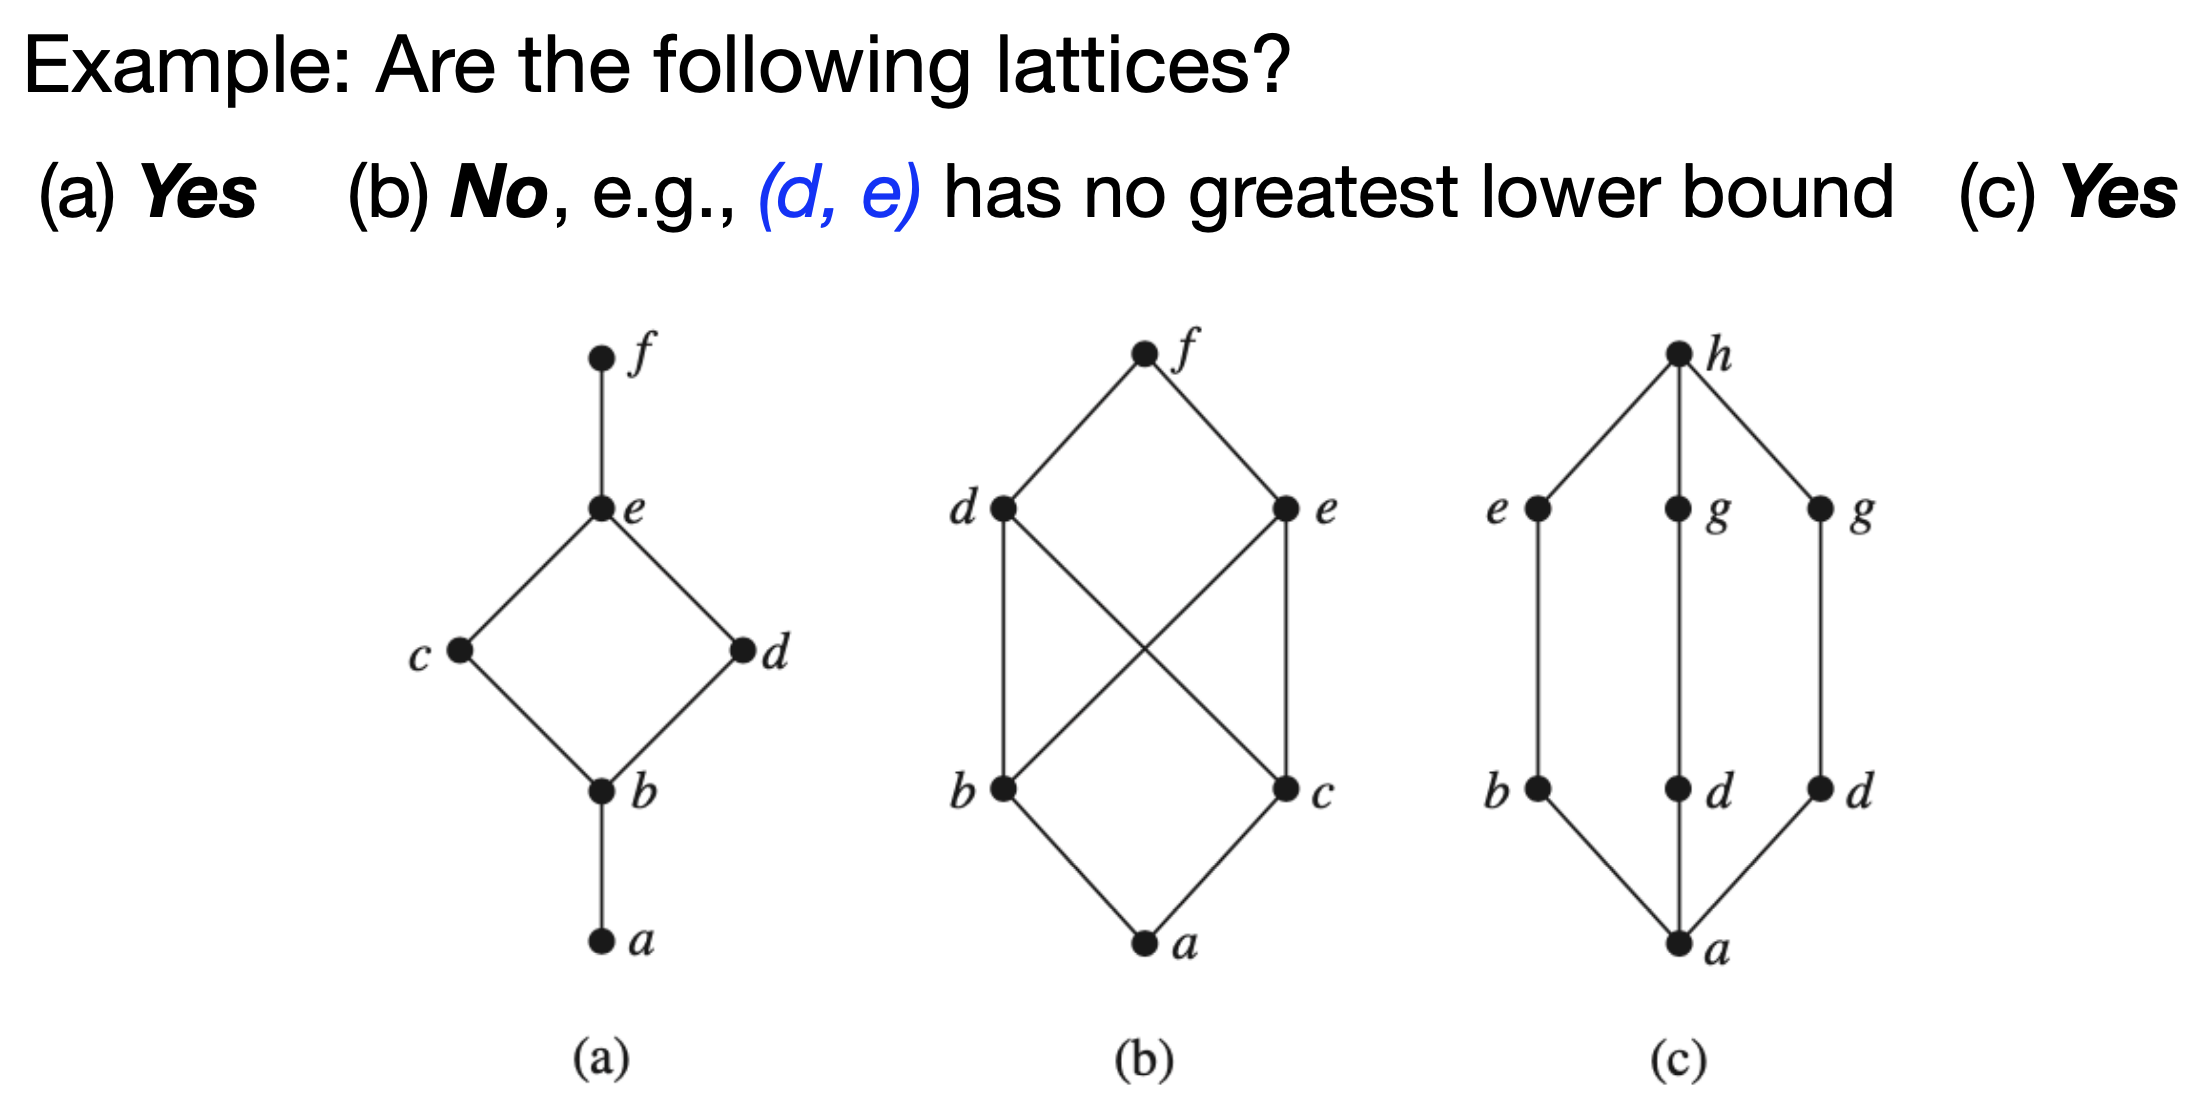 Example: Are the following lattices?
(a) Yes (b) No, e.g., (d, e) has no greatest lower bound (c) Yes
f
e
c
d
b
a
(a)
f
d
e
b
c
a
(b)
h
e
g
g
b
d
d
a
(c)